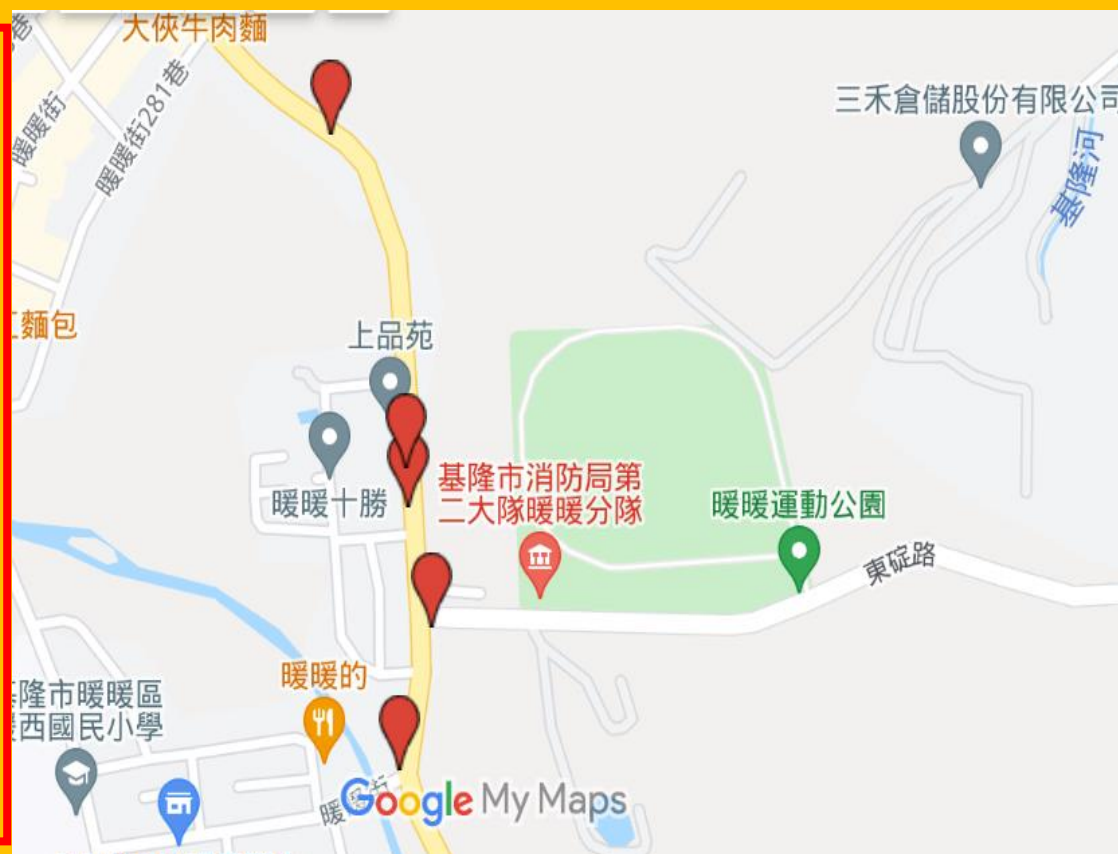 巷
大俠牛肉麵
暖暖街281巷
暖暖街
三禾倉儲股份有限公司
基隆河
麵包
上品苑
暖暖十勝
基隆市消防局第
二大隊暖暖分隊
暖暖運動公園
東碇路
暖暖的
隆市暖暖區
西國民小學
暖暖街
Google My Maps